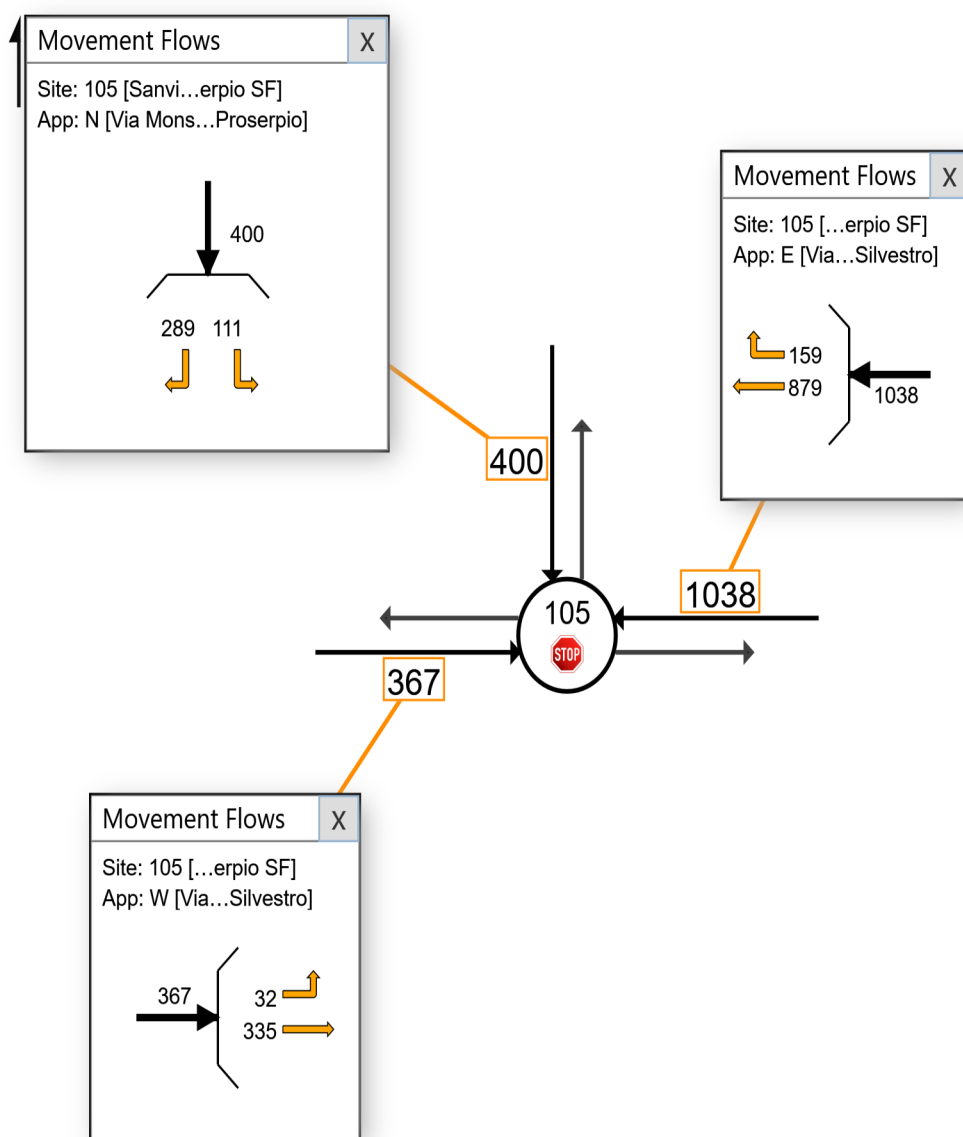 Movement Flows X
Site: 105 [Sanvi...erpio SF]
App: N [Via Mons...Proserpio]
400
289 111
Movement Flows X
Site: 105 [...erpio SF]
App: E [Via...Silvestro]
159
879
1038
400
1038
105
STOP
367
Movement Flows X
Site: 105 [...erpio SF]
App: W [Via...Silvestro]
367
32
335